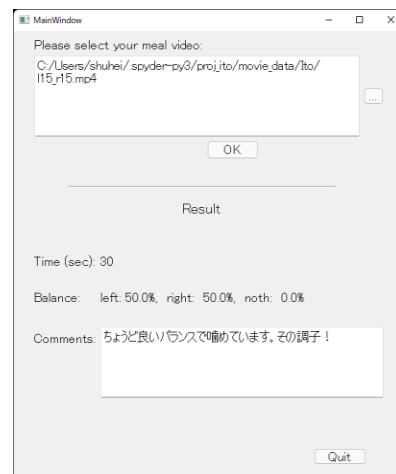 MainWindow
Please select your meal video:
C:/Users/shuhei/.spyder-py3/proj_ito/movie_data/Ito/
l15_r15.mp4
...
OK
Result
Time (sec): 30
Balance: left: 50.0%, right: 50.0%, noth: 0.0%
Comments: ちょうど良いバランスで噛めています。その調子！
Quit